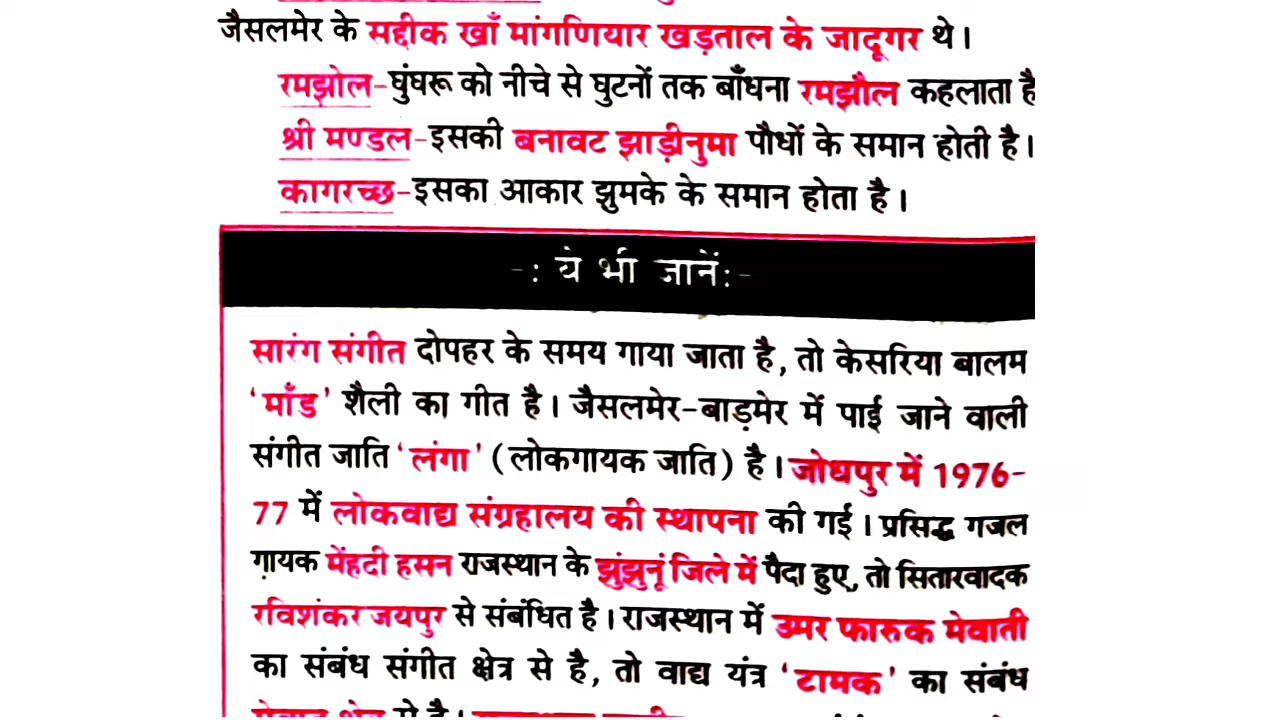 जैसलमेर के सद्दीक खाँ मांगणियार खड़ताल के जादूगर थे।
रमझोल-घुंघरू को नीचे से घुटनों तक बाँधना रमझौल कहलाता है
श्री मण्डल-इसकी बनावट झाड़ीनुमा पौधों के समान होती है।
कागरच्छ-इसका आकार झुमके के समान होता है।
-: ये भी जानें:-
सारंग संगीत दोपहर के समय गाया जाता है, तो केसरिया बालम
'माँड' शैली का गीत है। जैसलमेर-बाड़मेर में पाई जाने वाली
संगीत जाति 'लंगा' (लोकगायक जाति) है। जोधपुर में 1976-
77 में लोकवाद्य संग्रहालय की स्थापना की गई। प्रसिद्ध गजल
गायक मेंहदी हसन राजस्थान के झुंझुनूं जिले में पैदा हुए, तो सितारवादक
रविशंकर जयपुर से संबंधित है। राजस्थान में उमर फारुक मेवाती
का संबंध संगीत क्षेत्र से है, तो वाद्य यंत्र 'टामक' का संबंध